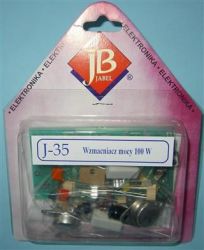 ELEKTRONIKA • ELEKTRONIKA
JB
JABEL
®
ELEKTRONIKA • ELEKTRONIKA
J-35
Wzmacniacz mocy 100 W